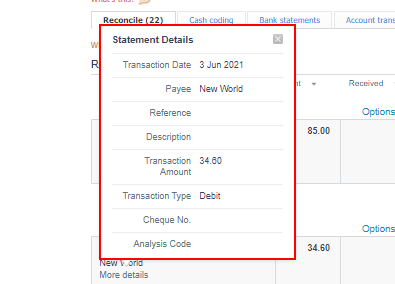 What's this?
Reconcile (22)
Cash coding
Bank statements
Account trans
Statement Details
Transaction Date 3 Jun 2021
Payee New World
Reference
Description
Transaction Amount 34.60
Transaction Type Debit
Cheque No.
Analysis Code
Received
Options
85.00
Options
34.60
New World
More details